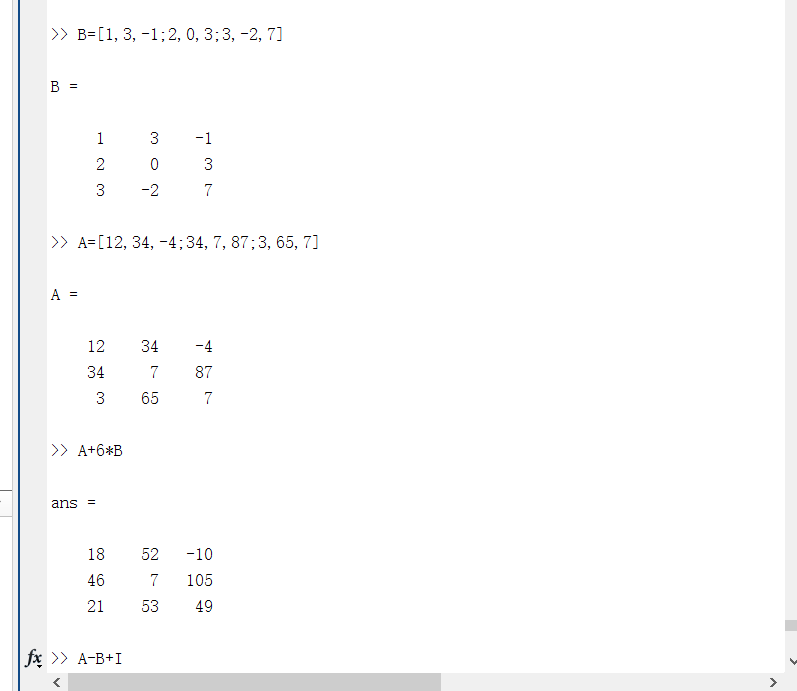 >> B=[1,3,-1;2,0,3;3,-2,7]
B =
1 3 -1
2 0 3
3 -2 7
>> A=[12,34,-4;34,7,87;3,65,7]
A =
12 34 -4
34 7 87
3 65 7
>> A+6*B
ans =
18 52 -10
46 7 105
21 53 49
fx >> A-B+I